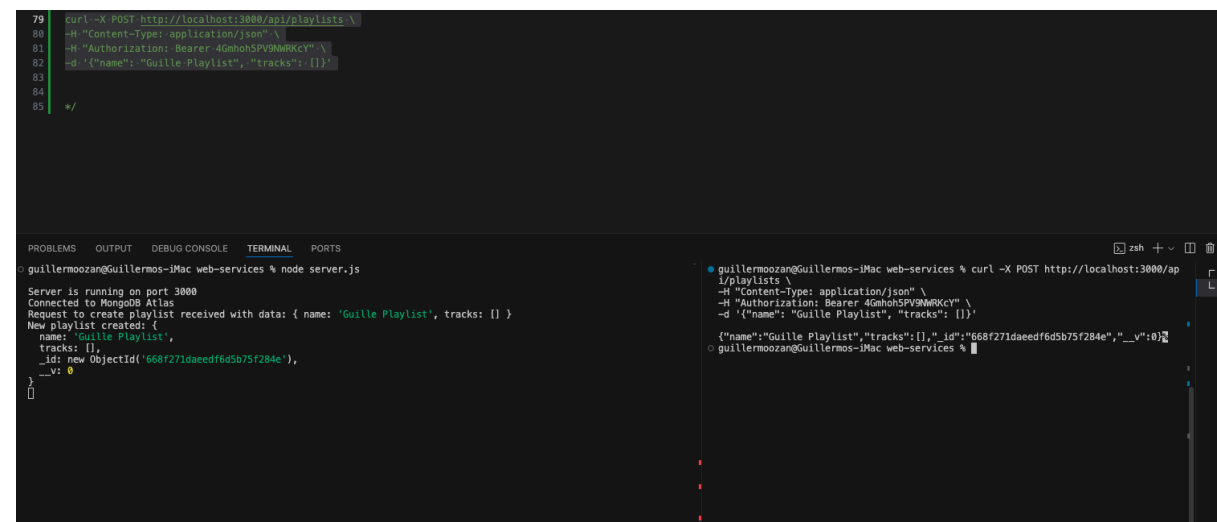 79 curl -X POST http://localhost:3000/api/playlists \
80 -H "Content-Type: application/json" \
81 -H "Authorization: Bearer 4Gmhoh5PV9NWRKcY" \
82 -d '{"name": "Guille Playlist", "tracks": []}'
83
84
85 */
PROBLEMS OUTPUT DEBUG CONSOLE TERMINAL PORTS
zsh
guillermoozan@Guillermos-iMac web-services % node server.js
Server is running on port 3000
Connected to MongoDB Atlas
Request to create playlist received with data: { name: 'Guille Playlist', tracks: [] }
New playlist created: {
name: 'Guille Playlist',
tracks: [],
_id: new ObjectId('668f271daeedf6d5b75f284e'),
__v: 0
}
guillermoozan@Guillermos-iMac web-services % curl -X POST http://localhost:3000/ap
i/playlists \
-H "Content-Type: application/json" \
-H "Authorization: Bearer 4Gmhoh5PV9NWRKcY" \
-d '{"name": "Guille Playlist", "tracks": []}'
{"name":"Guille Playlist","tracks":[],"_id":"668f271daeedf6d5b75f284e","__v":0}%
guillermoozan@Guillermos-iMac web-services %